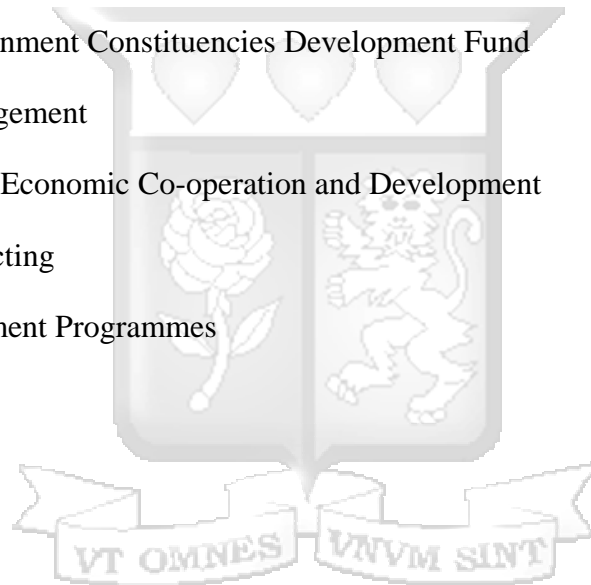 nment Constituencies Development Fund
gement
Economic Co-operation and Development
cting
ment Programmes
VT OMNES VNVM SINT